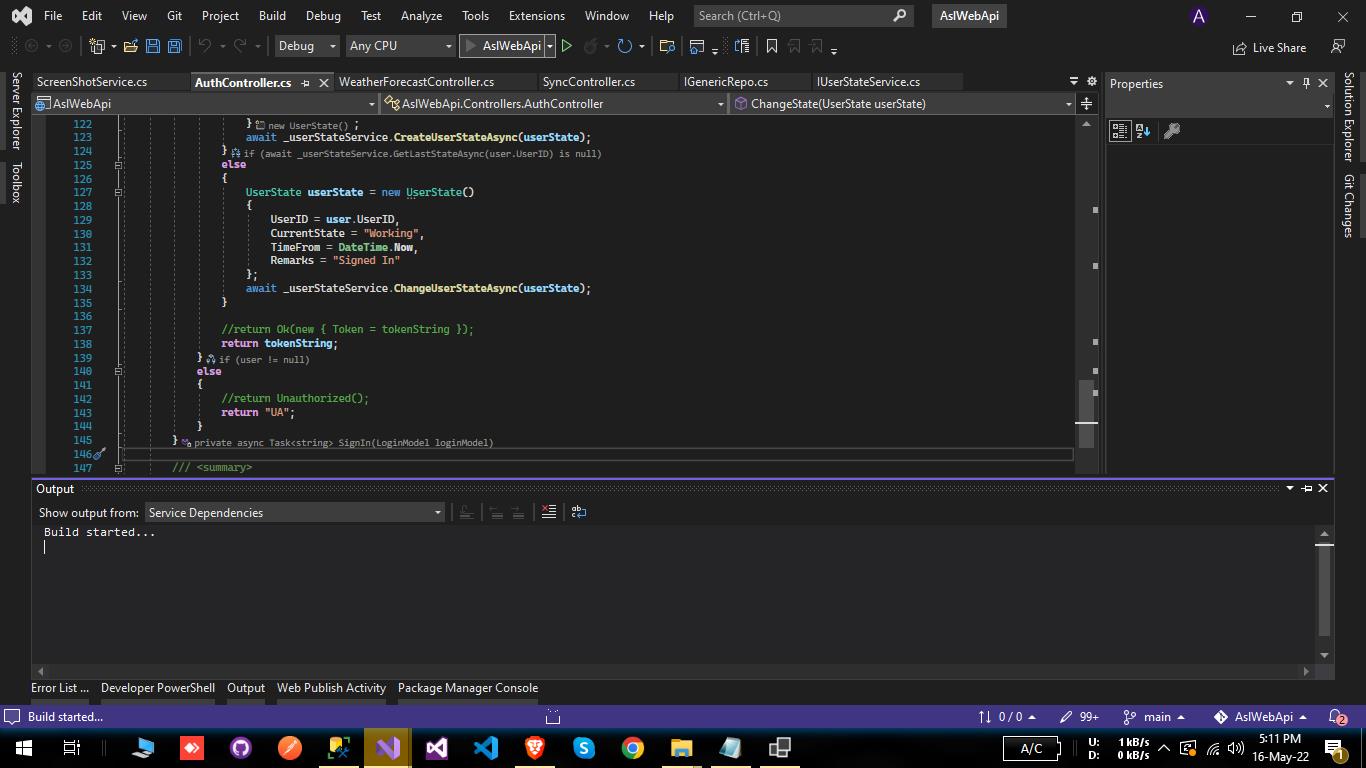 File Edit View Git Project Build Debug Test Analyze Tools Extensions Window Help Search (Ctrl+Q) AslWebApi A
Debug Any CPU AslWebApi Live Share
ScreenShotService.cs AuthController.cs WeatherForecastController.cs SyncController.cs IGenericRepo.cs IUserStateService.cs
AslWebApi AslWebApi.Controllers.AuthController ChangeState(UserState userState)
122 } new UserState() ;
123 await _userStateService.CreateUserStateAsync(userState);
124 } if (await _userStateService.GetLastStateAsync(user.UserID) is null)
125 else
126 {
127 UserState userState = new UserState()
128 {
129 UserID = user.UserID,
130 CurrentState = "Working",
131 TimeFrom = DateTime.Now,
132 Remarks = "Signed In"
133 };
134 await _userStateService.ChangeUserStateAsync(userState);
135 }
136
137 //return Ok(new { Token = tokenString });
138 return tokenString;
139 } if (user != null)
140 else
141 {
142 //return Unauthorized();
143 return "UA";
144 }
145 } private async Task<string> SignIn(LoginModel loginModel)
146
147 /// <summary>
Server Explorer
Toolbox
Properties
Solution Explorer
Git Changes
Output
Show output from: Service Dependencies
Build started...
Error List ... Developer PowerShell Output Web Publish Activity Package Manager Console
Build started... 0 / 0 99+ main AslWebApi 2
A/C U: 1 kB/s 5:11 PM
D: 0 kB/s 16-May-22 1